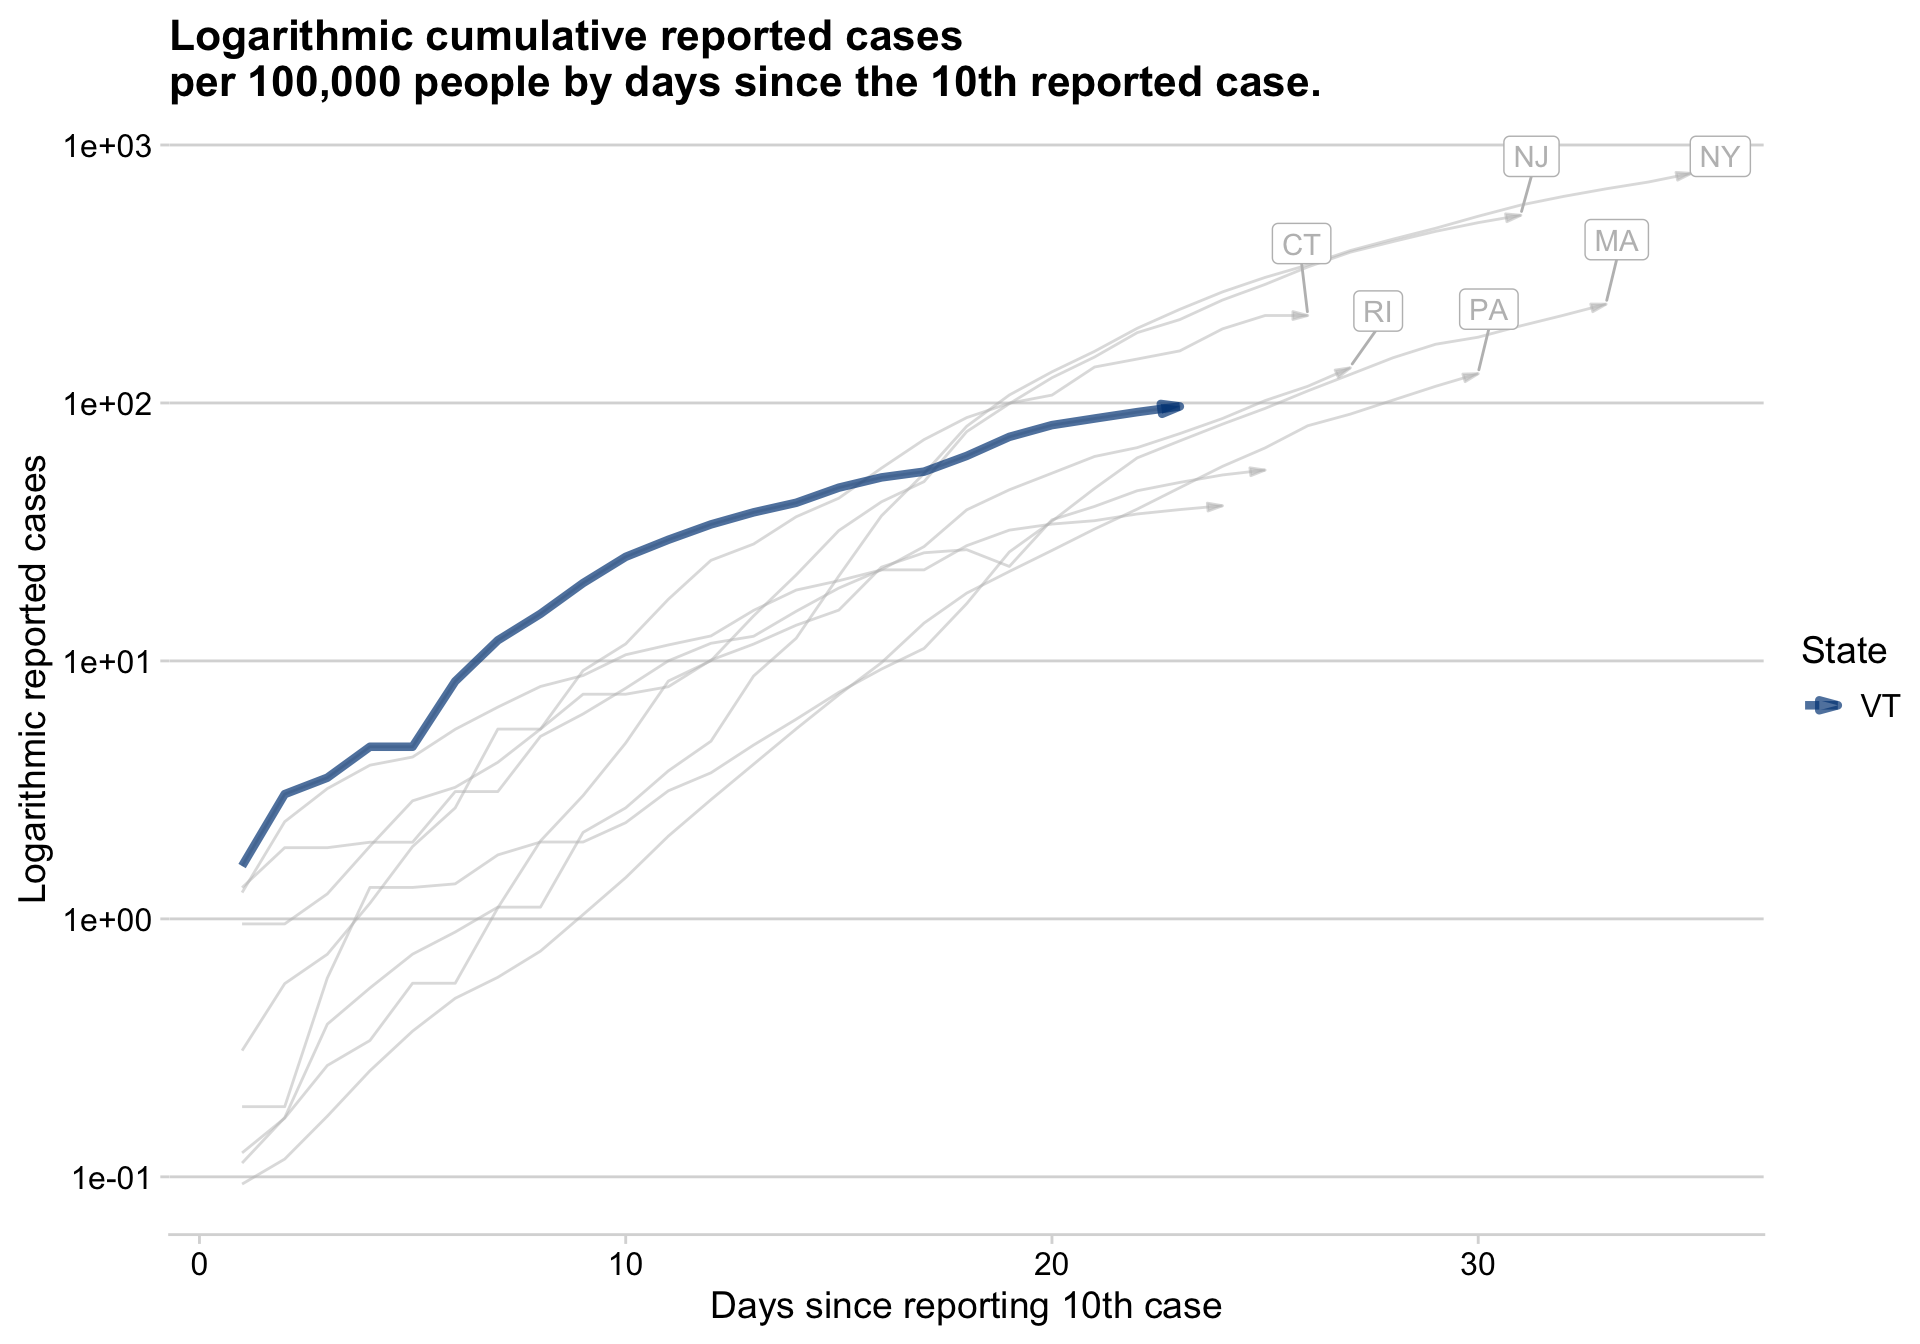 Logarithmic cumulative reported cases
per 100,000 people by days since the 10th reported case.
1e+03
1e+02
1e+01
1e+00
1e-01
Logarithmic reported cases
NJ
NY
CT
MA
RI
PA
State
VT
0
10
20
30
Days since reporting 10th case